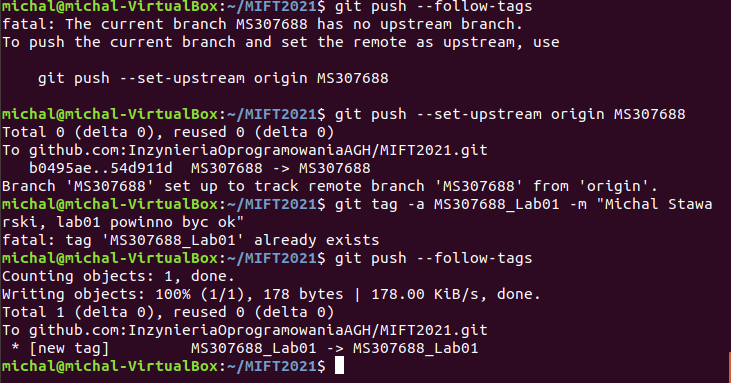 michal@michal-VirtualBox:~/MIFT2021$ git push --follow-tags
fatal: The current branch MS307688 has no upstream branch.
To push the current branch and set the remote as upstream, use
    git push --set-upstream origin MS307688
michal@michal-VirtualBox:~/MIFT2021$ git push --set-upstream origin MS307688
Total 0 (delta 0), reused 0 (delta 0)
To github.com:InzynieriaOprogramowaniaAGH/MIFT2021.git
   b0495ae..54d911d  MS307688 -> MS307688
Branch 'MS307688' set up to track remote branch 'MS307688' from 'origin'.
michal@michal-VirtualBox:~/MIFT2021$ git tag -a MS307688_Lab01 -m "Michal Stawa
rski, lab01 powinno byc ok"
fatal: tag 'MS307688_Lab01' already exists
michal@michal-VirtualBox:~/MIFT2021$ git push --follow-tags
Counting objects: 1, done.
Writing objects: 100% (1/1), 178 bytes | 178.00 KiB/s, done.
Total 1 (delta 0), reused 0 (delta 0)
To github.com:InzynieriaOprogramowaniaAGH/MIFT2021.git
 * [new tag]         MS307688_Lab01 -> MS307688_Lab01
michal@michal-VirtualBox:~/MIFT2021$